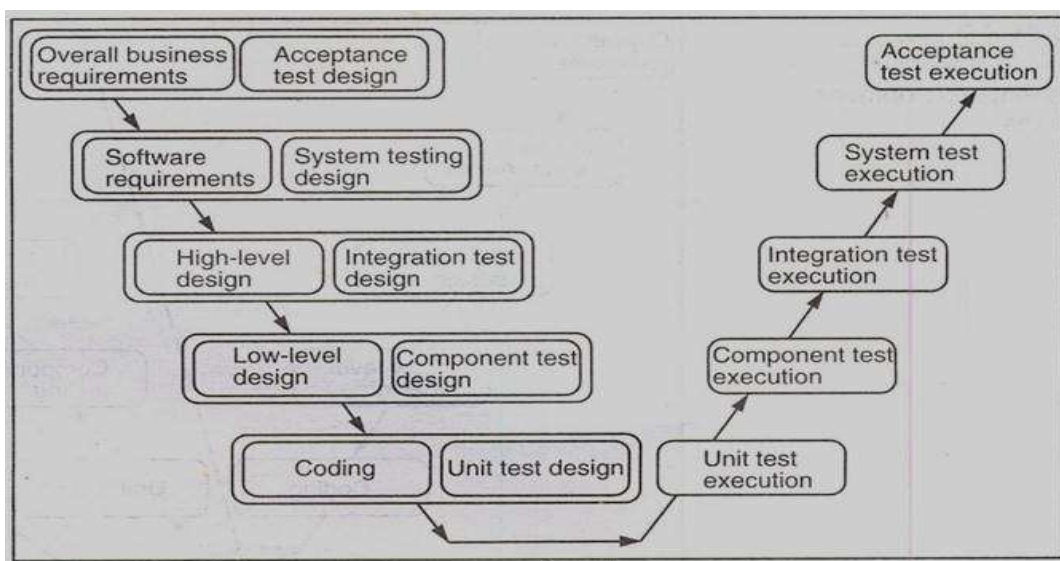 Overall business
requirements
Acceptance
test design
Acceptance
test execution
Software
requirements
System testing
design
System test
execution
High-level
design
Integration test
design
Integration test
execution
Low-level
design
Component test
design
Component test
execution
Coding
Unit test design
Unit test
execution